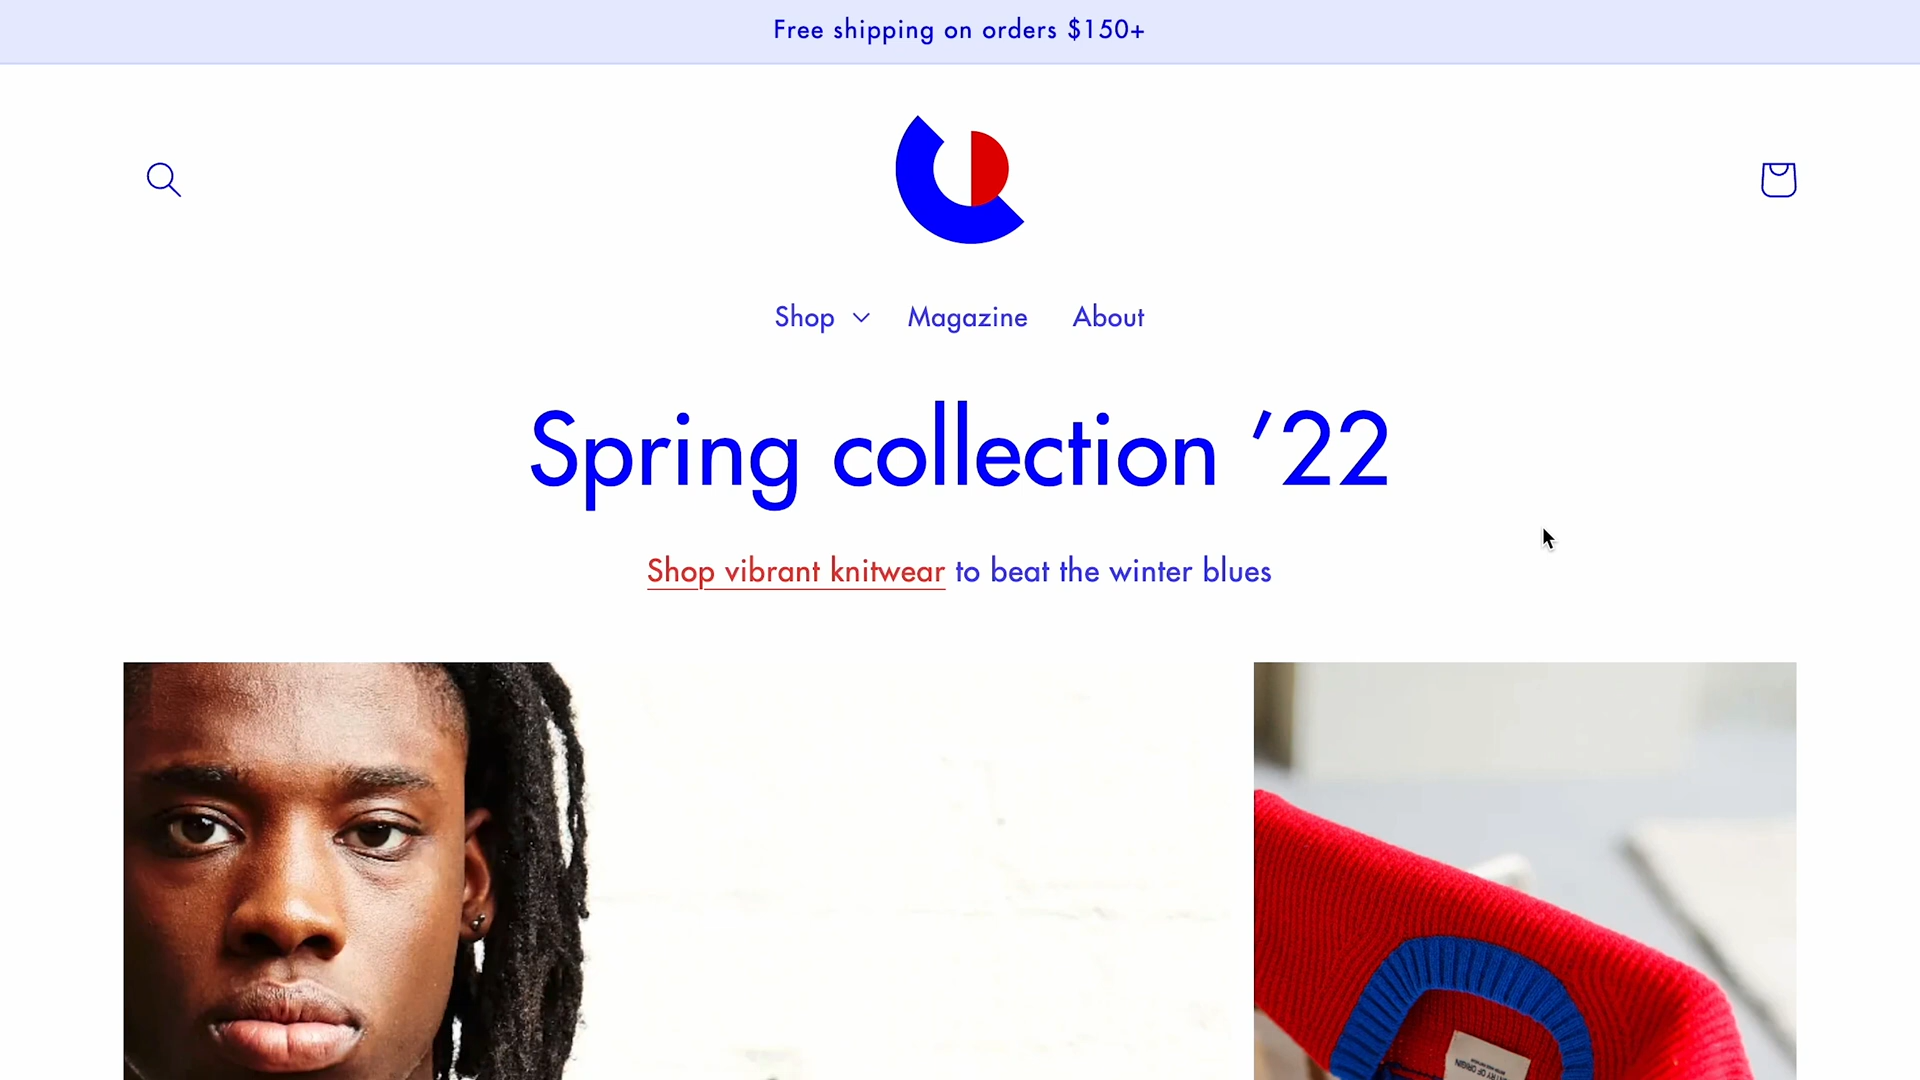 Free shipping on orders $150+
Shop Magazine About
Spring collection ’22
Shop vibrant knitwear to beat the winter blues